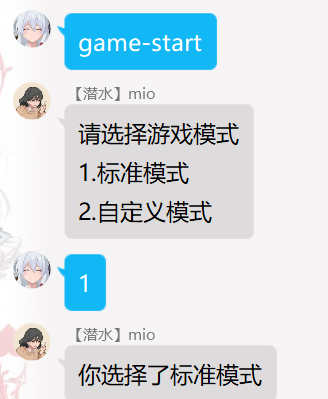 game-start
【潜水】mio
请选择游戏模式
1.标准模式
2.自定义模式
1
【潜水】mio
你选择了标准模式